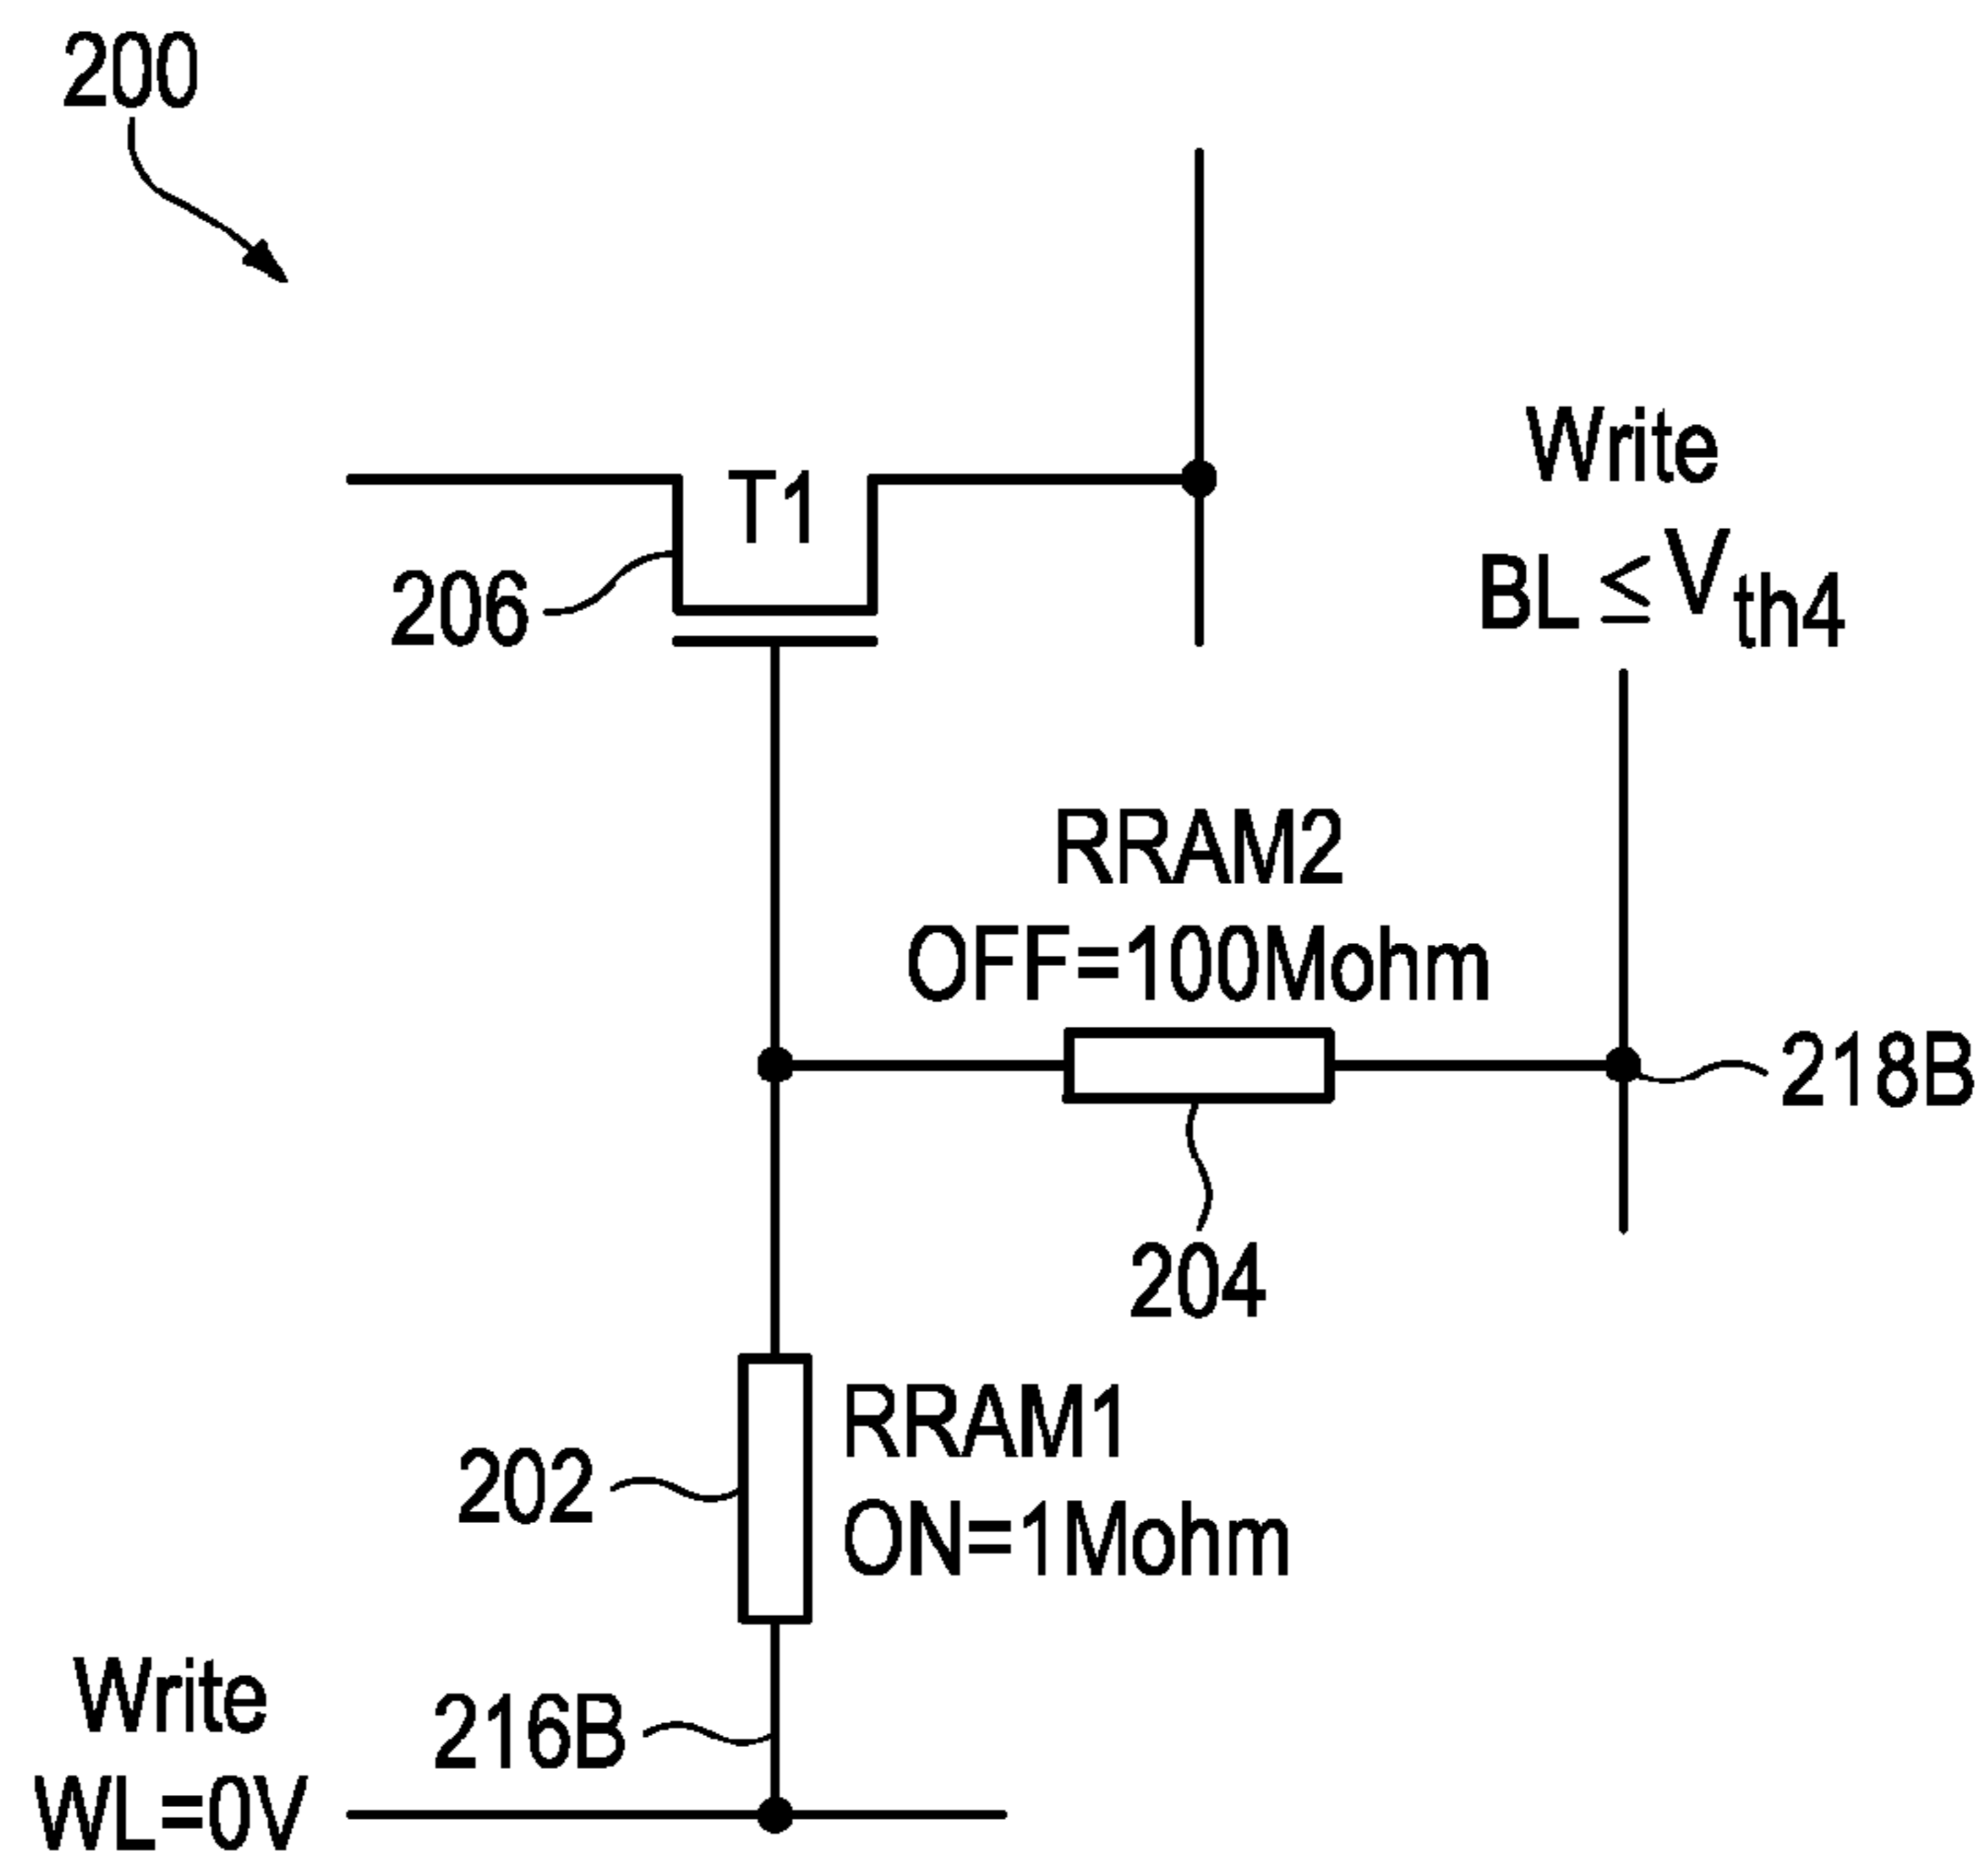 200
T1
206
Write
BL ≤ Vth4
RRAM2
OFF=100Mohm
218B
204
RRAM1
ON=1Mohm
202
Write
WL=0V
216B